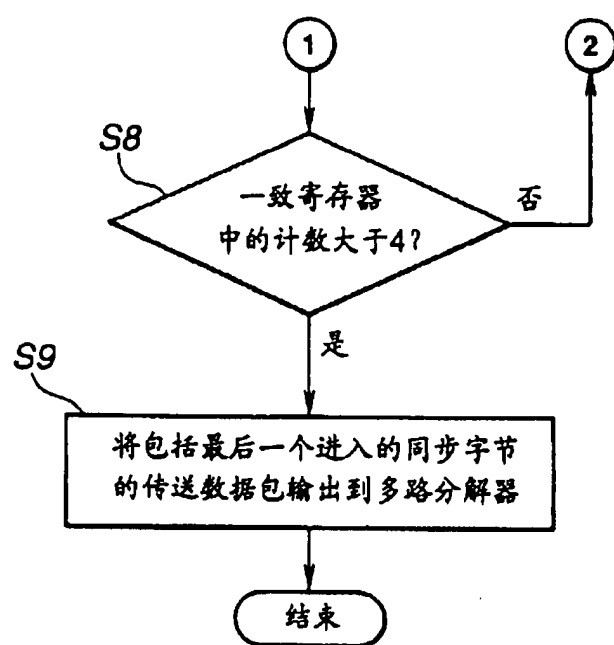 1
2
S8
一致寄存器
中的计数大于4?
否
是
S9
将包括最后一个进入的同步字节
的传送数据包输出到多路分解器
结束